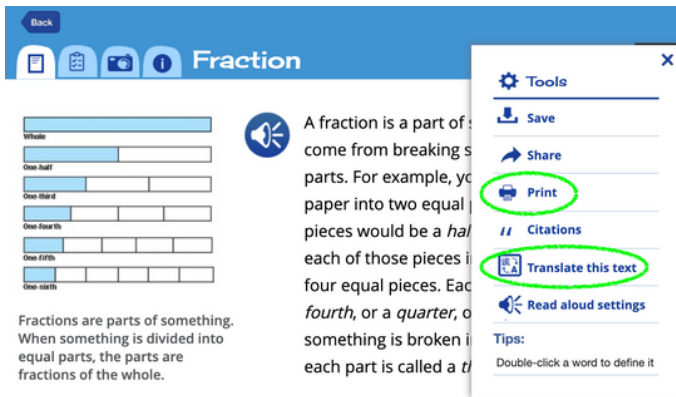 Back
Fraction
Whole
One-half
One-third
One-fourth
One-fifth
One-sixth
Fractions are parts of something.
When something is divided into
equal parts, the parts are
fractions of the whole.
A fraction is a part of
come from breaking s
parts. For example, yo
paper into two equal
pieces would be a hal
each of those pieces i
four equal pieces. Eac
fourth, or a quarter, o
something is broken i
each part is called a t
Tools
Save
Share
Print
Citations
Translate this text
Read aloud settings
Tips:
Double-click a word to define it